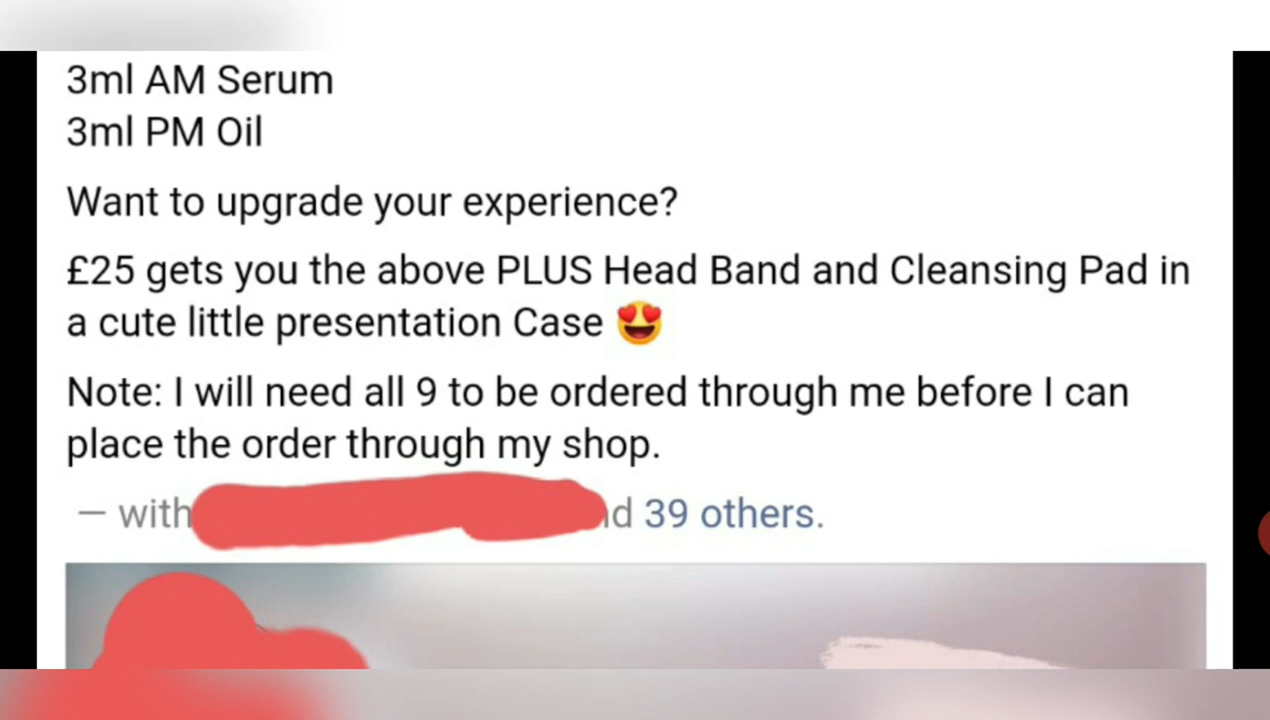 3ml AM Serum
3ml PM Oil
Want to upgrade your experience?
£25 gets you the above PLUS Head Band and Cleansing Pad in
a cute little presentation Case 😍
Note: I will need all 9 to be ordered through me before I can
place the order through my shop.
— with 39 others.